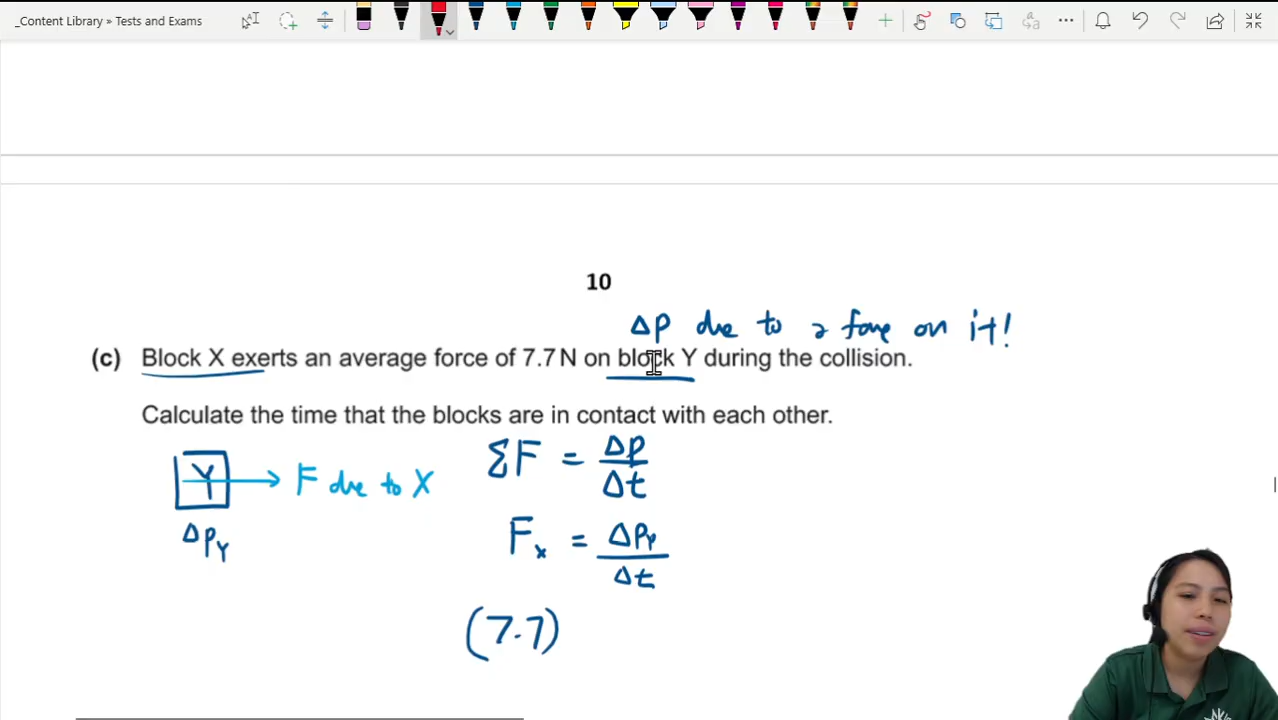 _Content Library » Tests and Exams
10
Δp due to a force on it!
(c) Block X exerts an average force of 7.7 N on block Y during the collision.
Calculate the time that the blocks are in contact with each other.
Y F due to X
Δp_Y
ΣF = Δp/Δt
F_x = Δp_Y/Δt
(7.7)